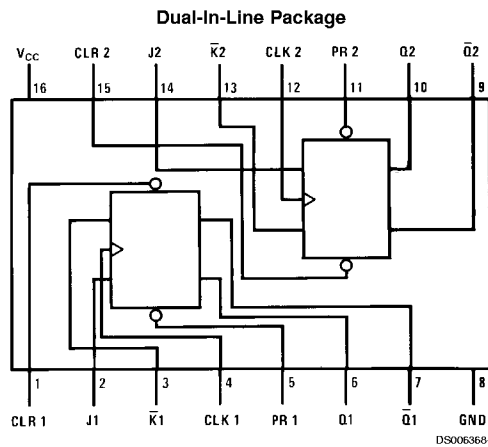 Dual-In-Line Package
VCC CLR 2 J2 K̅2 CLK 2 PR 2 Q2 Q̅2
16 15 14 13 12 11 10 9
1 2 3 4 5 6 7 8
CLR 1 J1 K̅1 CLK 1 PR 1 Q1 Q̅1 GND
DS006368-